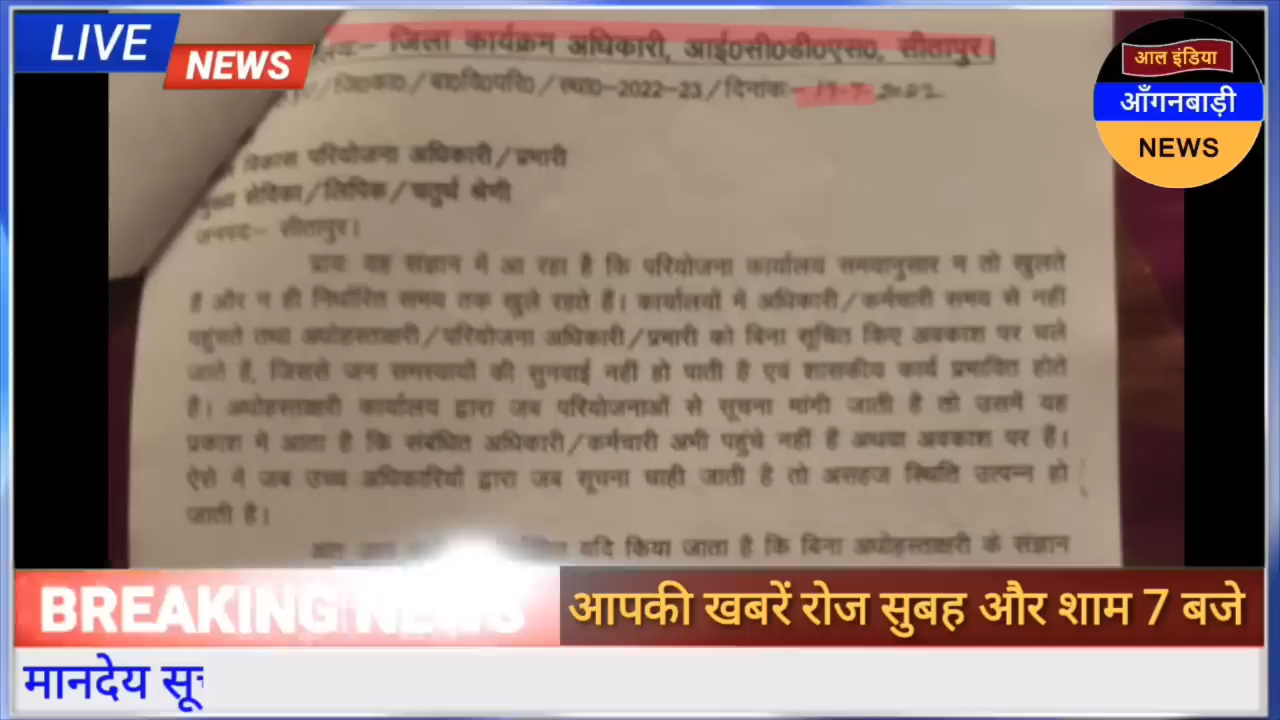 LIVE
NEWS
आल इंडिया
आँगनबाड़ी
NEWS
जिला कार्यक्रम अधिकारी, आई0सी0डी0एस0, सीतापुर।
/जि0का0/बा0वि0परि0/स्था0-2022-23/दिनांक:-
विकास परियोजना अधिकारी/प्रभारी
मुख्य सेविका/लिपिक/चतुर्थ श्रेणी
जनपद:- सीतापुर।
प्रायः यह संज्ञान में आ रहा है कि परियोजना कार्यालय समयानुसार न तो खुलते
हैं और न ही निर्धारित समय तक खुले रहते हैं। कार्यालयों में अधिकारी/कर्मचारी समय से नहीं
पहुंचते तथा अधोहस्ताक्षरी/परियोजना अधिकारी/प्रभारी को बिना सूचित किए अवकाश पर चले
जाते हैं, जिससे जन समस्यायों की सुनवाई नहीं हो पाती है एवं शासकीय कार्य प्रभावित होते
है। अधोहस्ताक्षरी कार्यालय द्वारा जब परियोजनाओं से सूचना मांगी जाती है तो उसमें यह
प्रकाश में आता है कि संबंधित अधिकारी/कर्मचारी अभी पहुंचे नहीं हैं अथवा अवकाश पर हैं।
ऐसे में जब उच्च अधिकारियों द्वारा जब सूचना चाही जाती है तो असहज स्थिति उत्पन्न हो
जाती है।
यदि किया जाता है कि बिना अधोहस्ताक्षरी के संज्ञान
BREAKING NEWS
आपकी खबरें रोज सुबह और शाम 7 बजे
मानदेय